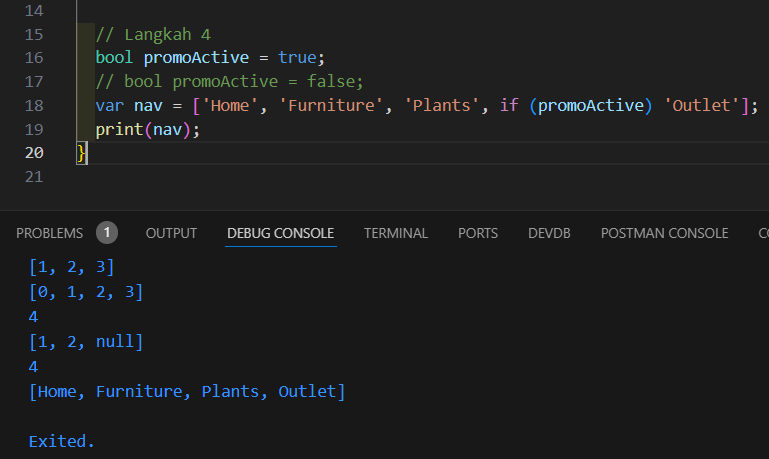 14
15 // Langkah 4
16 bool promoActive = true;
17 // bool promoActive = false;
18 var nav = ['Home', 'Furniture', 'Plants', if (promoActive) 'Outlet'];
19 print(nav);
20 }
21
PROBLEMS 1 OUTPUT DEBUG CONSOLE TERMINAL PORTS DEVDB POSTMAN CONSOLE
[1, 2, 3]
[0, 1, 2, 3]
4
[1, 2, null]
4
[Home, Furniture, Plants, Outlet]
Exited.